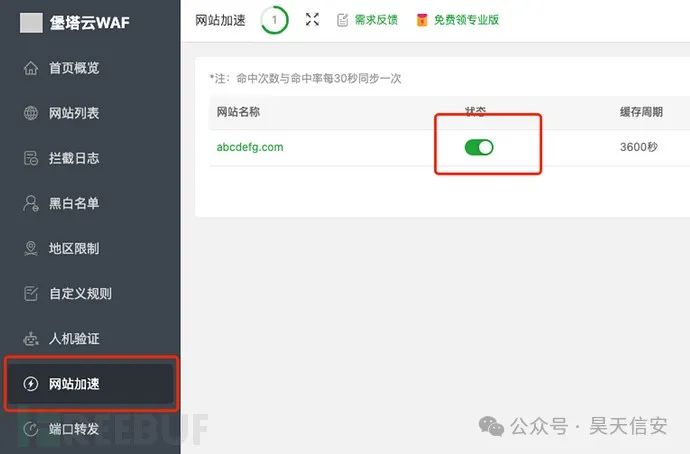 堡塔云WAF
网站加速 1 需求反馈 免费领专业版
首页概览
网站列表
拦截日志
黑白名单
地区限制
自定义规则
人机验证
网站加速
端口转发
*注：命中次数与命中率每30秒同步一次
网站名称 状态 缓存周期
abcdefg.com 3600秒
REEBUF
公众号 · 昊天信安